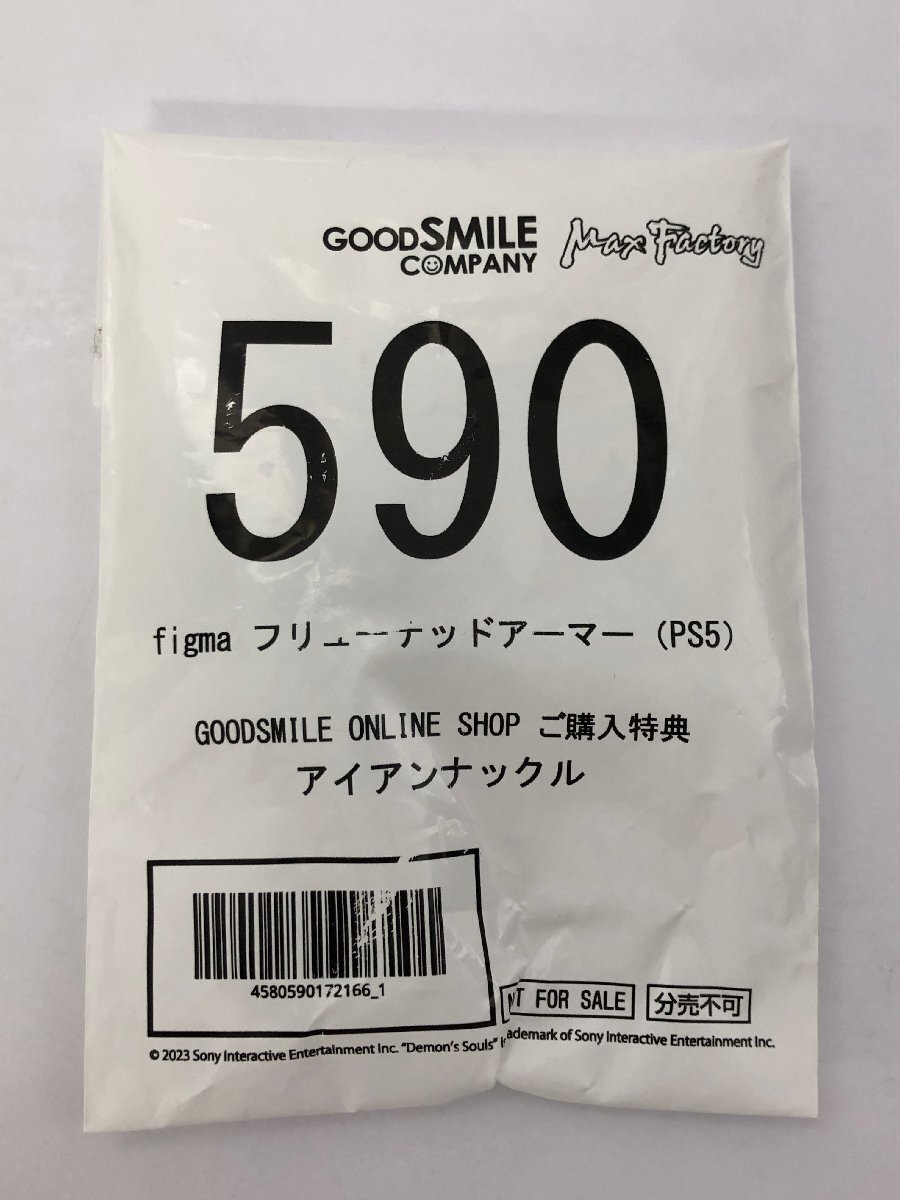 GOODSMILE COMPANY
Max Factory
590
figma フリューテッドアーマー (PS5)
GOODSMILE ONLINE SHOP ご購入特典
アイアンナックル
4580590172166_1
FOR SALE
分売不可
© 2023 Sony Interactive Entertainment Inc. "Demon's Souls" of Sony Interactive Entertainment Inc.